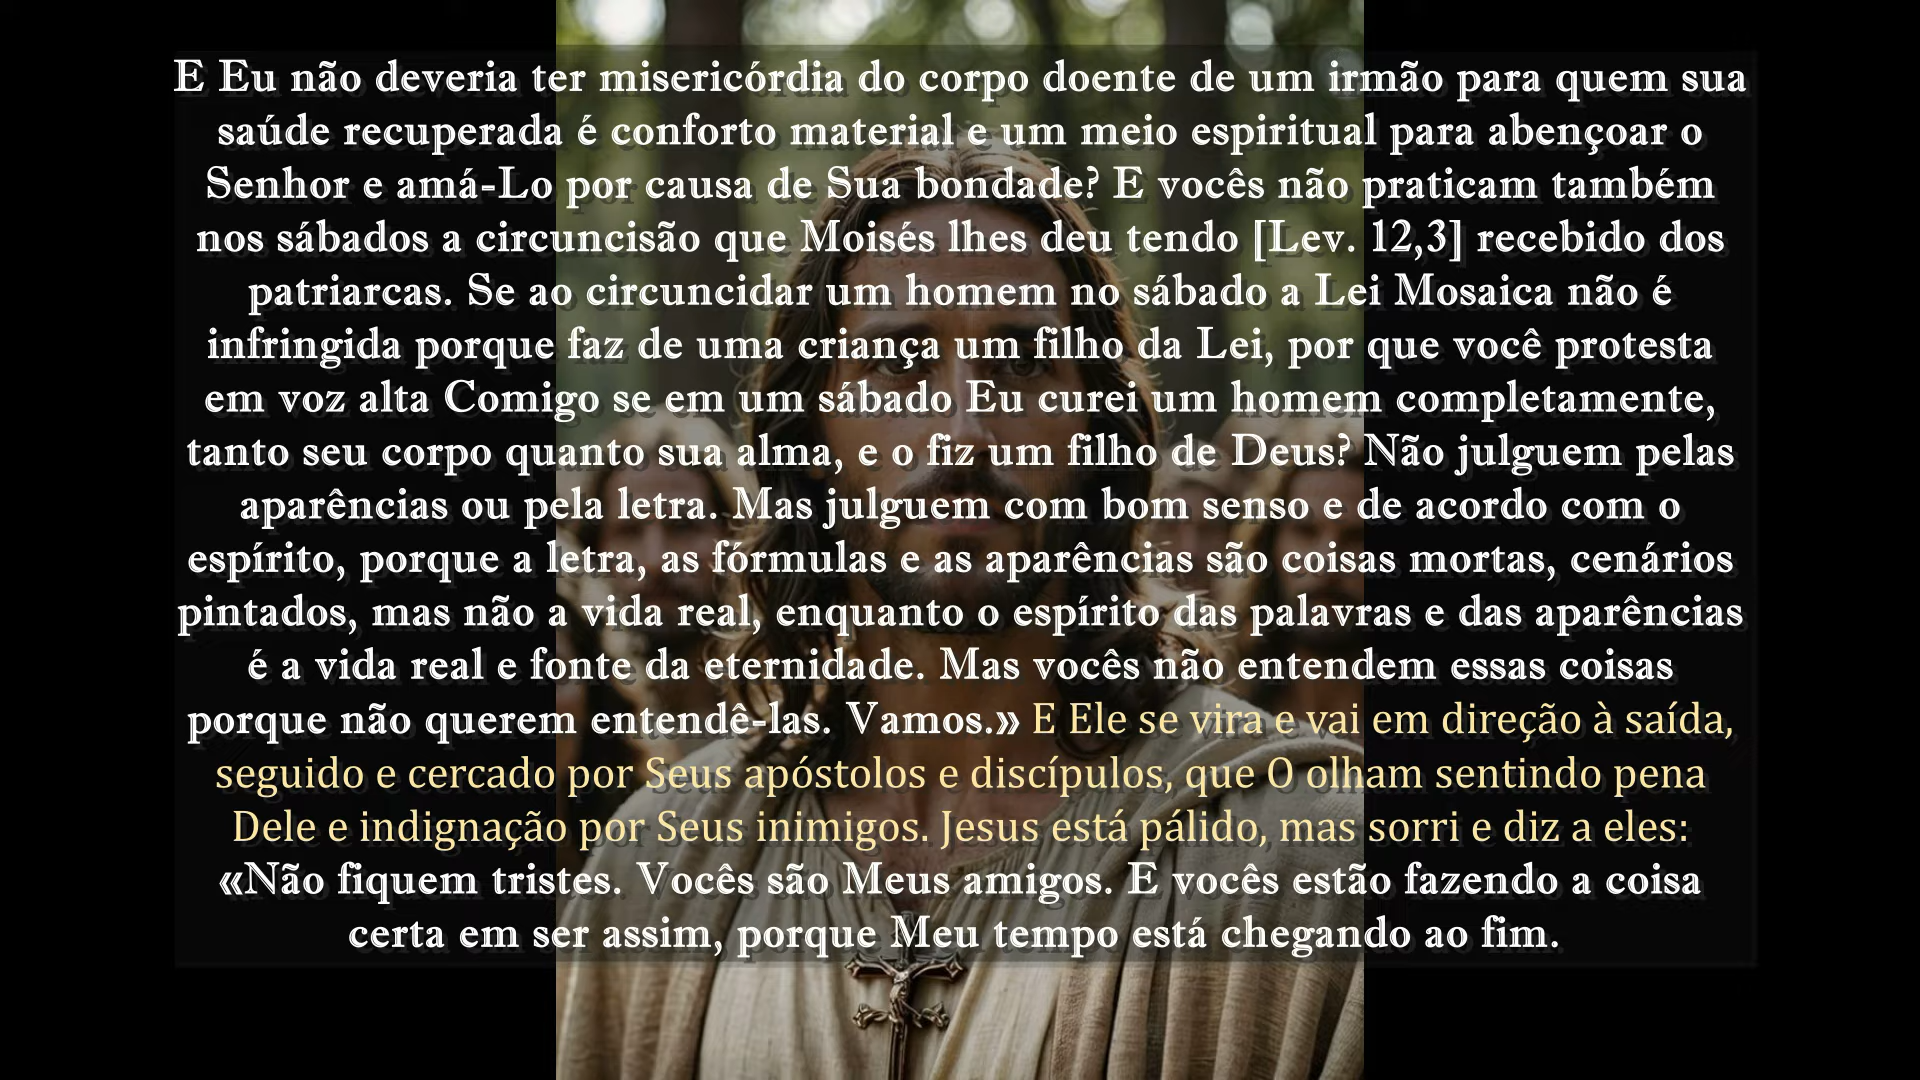 E Eu não deveria ter misericórdia do corpo doente de um irmão para quem sua
saúde recuperada é conforto material e um meio espiritual para abençoar o
Senhor e amá-Lo por causa de Sua bondade? E vocês não praticam também
nos sábados a circuncisão que Moisés lhes deu tendo [Lev. 12,3] recebido dos
patriarcas. Se ao circuncidar um homem no sábado a Lei Mosaica não é
infringida porque faz de uma criança um filho da Lei, por que você protesta
em voz alta Comigo se em um sábado Eu curei um homem completamente,
tanto seu corpo quanto sua alma, e o fiz um filho de Deus? Não julguem pelas
aparências ou pela letra. Mas julguem com bom senso e de acordo com o
espírito, porque a letra, as fórmulas e as aparências são coisas mortas, cenários
pintados, mas não a vida real, enquanto o espírito das palavras e das aparências
é a vida real e fonte da eternidade. Mas vocês não entendem essas coisas
porque não querem entendê-las. Vamos.» E Ele se vira e vai em direção à saída,
seguido e cercado por Seus apóstolos e discípulos, que O olham sentindo pena
Dele e indignação por Seus inimigos. Jesus está pálido, mas sorri e diz a eles:
«Não fiquem tristes. Vocês são Meus amigos. E vocês estão fazendo a coisa
certa em ser assim, porque Meu tempo está chegando ao fim.